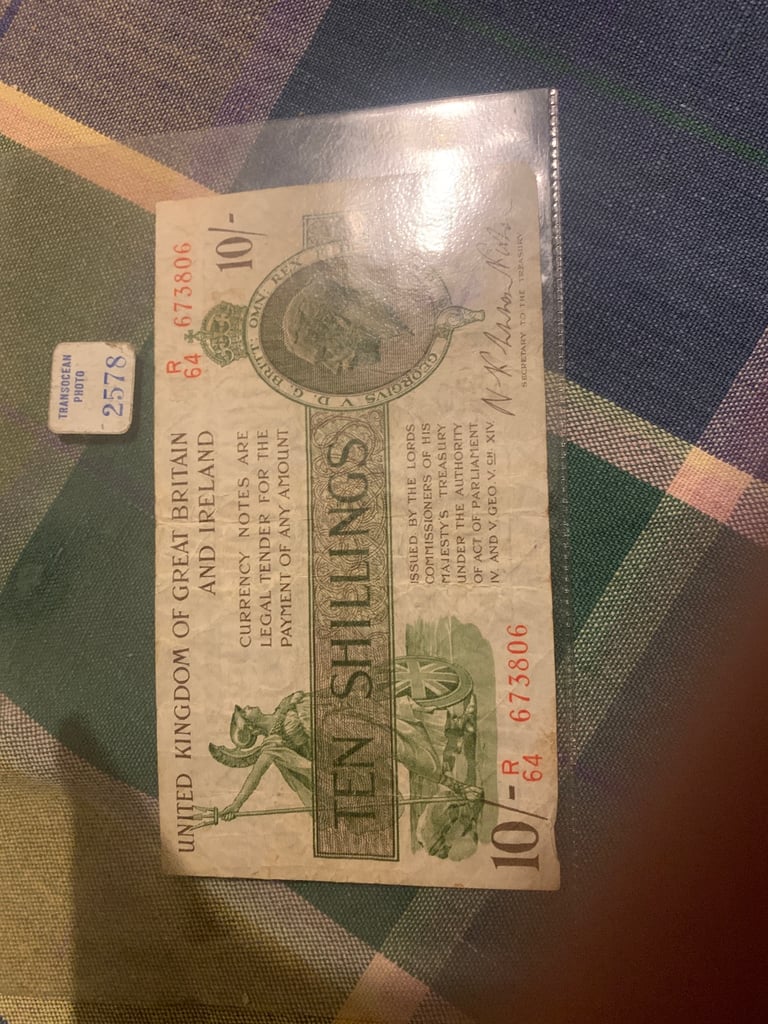 TRANSOCEAN
PHOTO
2578
UNITED KINGDOM OF GREAT BRITAIN
AND IRELAND
R
64 673806
10/-
CURRENCY NOTES ARE
LEGAL TENDER FOR THE
PAYMENT OF ANY AMOUNT
GEORGIVS V D. G. BRITT: OMN: REX
TEN SHILLINGS
ISSUED BY THE LORDS
COMMISSIONERS OF HIS
MAJESTY'S TREASURY
UNDER THE AUTHORITY
OF ACT OF PARLIAMENT.
IV. AND V. GEO V. CH. XIV.
SECRETARY TO THE TREASURY
10/-
R
64 673806